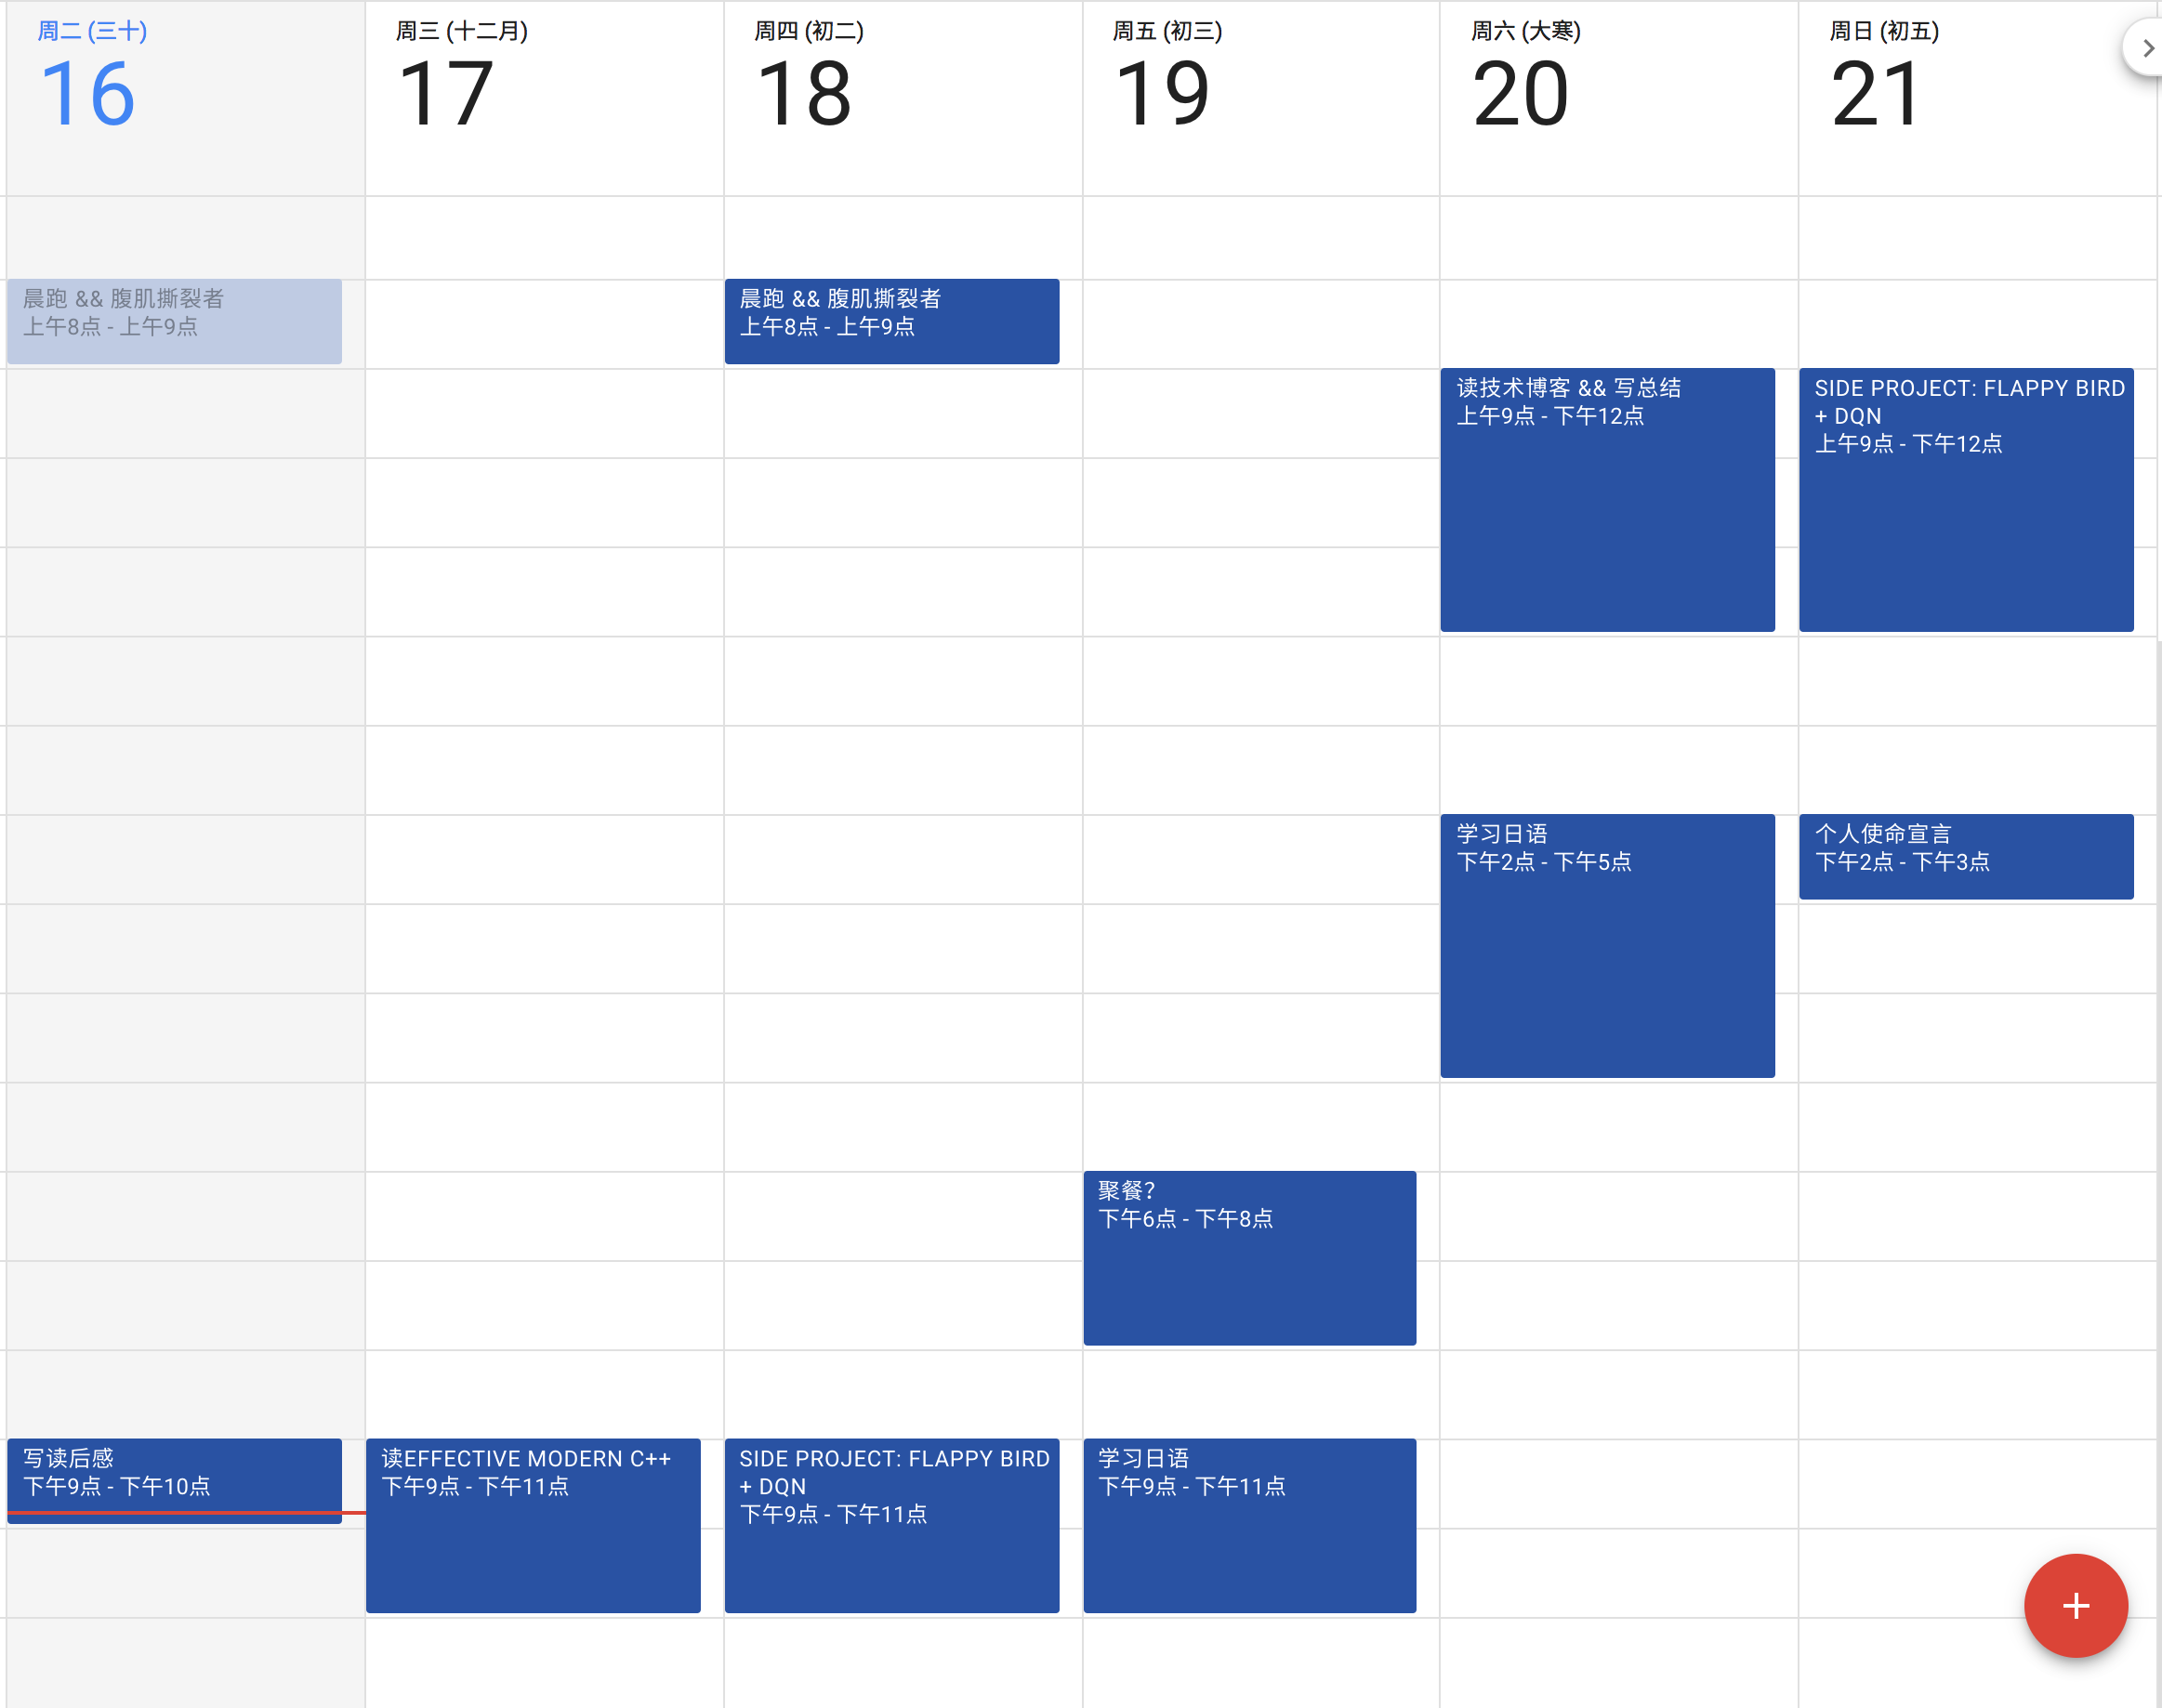 周二 (三十)
16
周三 (十二月)
17
周四 (初二)
18
周五 (初三)
19
周六 (大寒)
20
周日 (初五)
21
晨跑 && 腹肌撕裂者
上午8点 - 上午9点
写读后感
下午9点 - 下午10点
读EFFECTIVE MODERN C++
下午9点 - 下午11点
晨跑 && 腹肌撕裂者
上午8点 - 上午9点
SIDE PROJECT: FLAPPY BIRD
+ DQN
下午9点 - 下午11点
聚餐?
下午6点 - 下午8点
学习日语
下午9点 - 下午11点
读技术博客 && 写总结
上午9点 - 下午12点
学习日语
下午2点 - 下午5点
SIDE PROJECT: FLAPPY BIRD
+ DQN
上午9点 - 下午12点
个人使命宣言
下午2点 - 下午3点